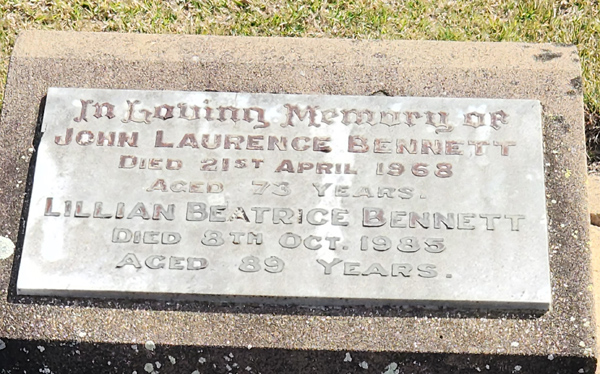 In Loving Memory of
JOHN LAURENCE BENNETT
DIED 21ST APRIL 1968
AGED 73 YEARS.
LILLIAN BEATRICE BENNETT
DIED 8TH OCT. 1985
AGED 89 YEARS.